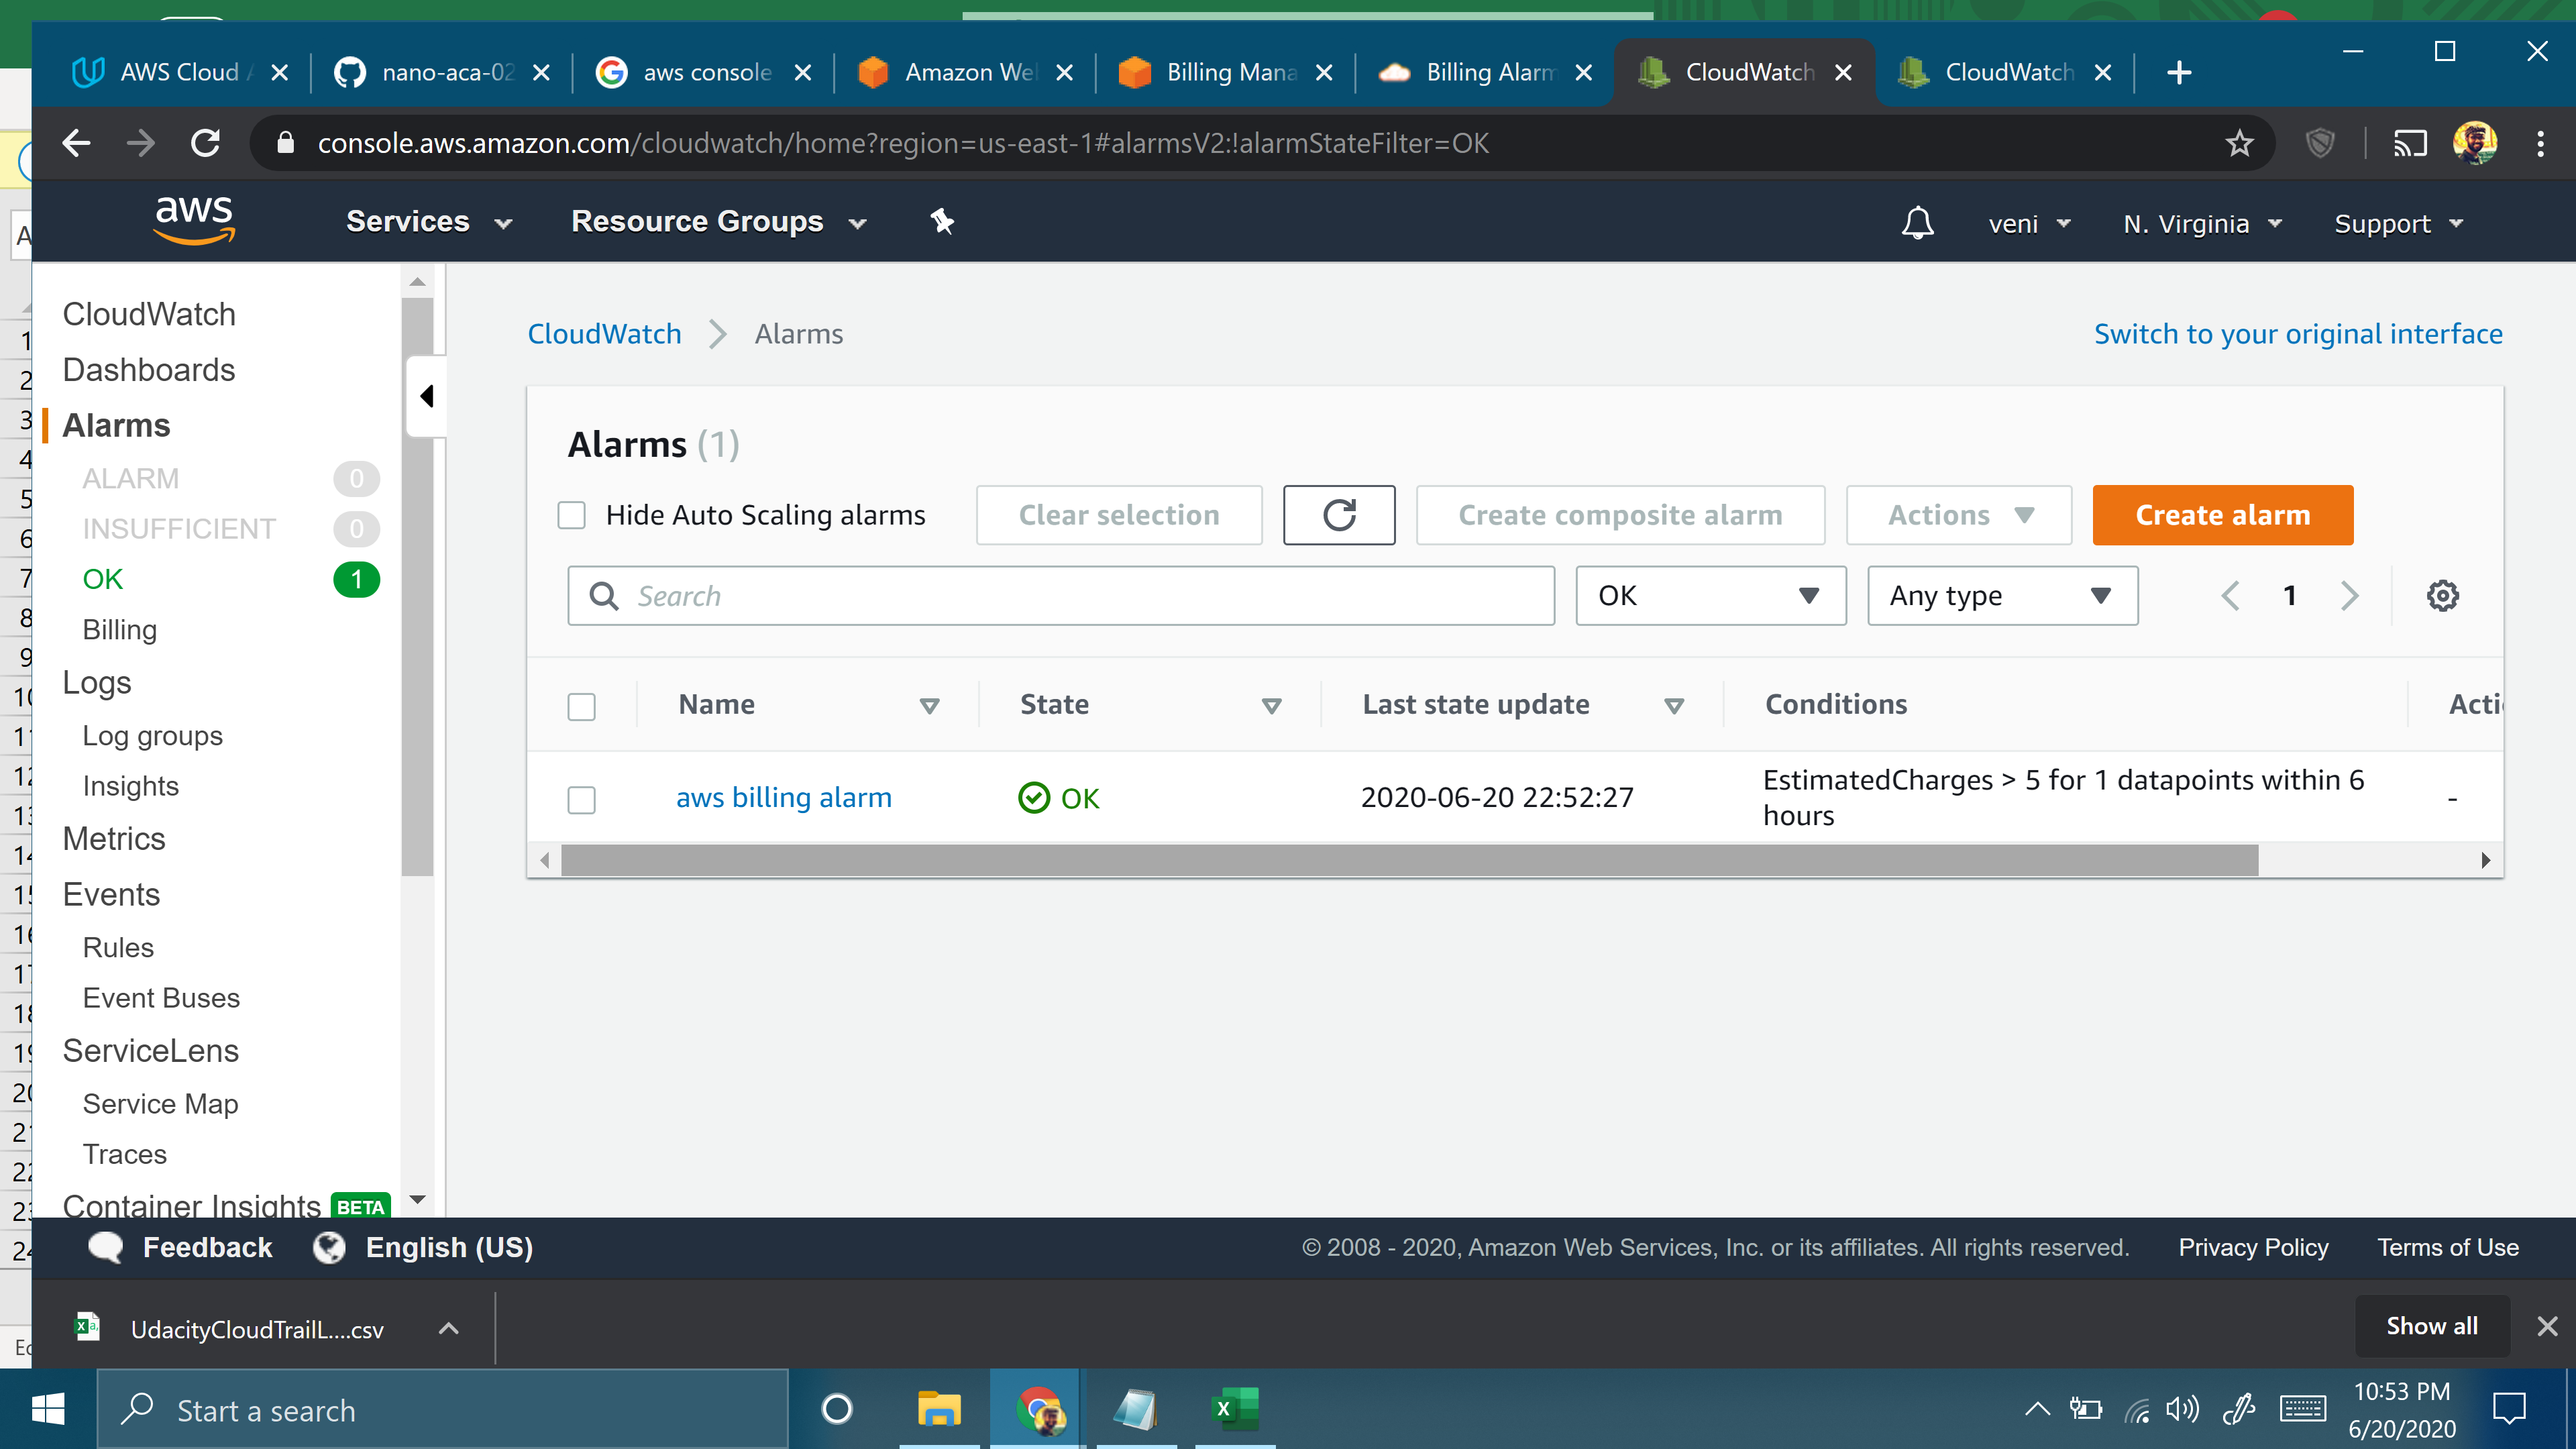 AWS Cloud A
nano-aca-02
aws console
Amazon Wel
Billing Mana
Billing Alarm
CloudWatch
CloudWatch
console.aws.amazon.com/cloudwatch/home?region=us-east-1#alarmsV2:!alarmStateFilter=OK
aws
Services
Resource Groups
veni
N. Virginia
Support
CloudWatch
Dashboards
Alarms
ALARM 0
INSUFFICIENT 0
OK 1
Billing
Logs
Log groups
Insights
Metrics
Events
Rules
Event Buses
ServiceLens
Service Map
Traces
Container Insights BETA
CloudWatch > Alarms
Switch to your original interface
Alarms (1)
Hide Auto Scaling alarms
Clear selection
Create composite alarm
Actions
Create alarm
Search
OK
Any type
1
Name
State
Last state update
Conditions
Acti
aws billing alarm
OK
2020-06-20 22:52:27
EstimatedCharges > 5 for 1 datapoints within 6
hours
-
Feedback
English (US)
© 2008 - 2020, Amazon Web Services, Inc. or its affiliates. All rights reserved.
Privacy Policy
Terms of Use
UdacityCloudTrailL....csv
Show all
Start a search
10:53 PM
6/20/2020